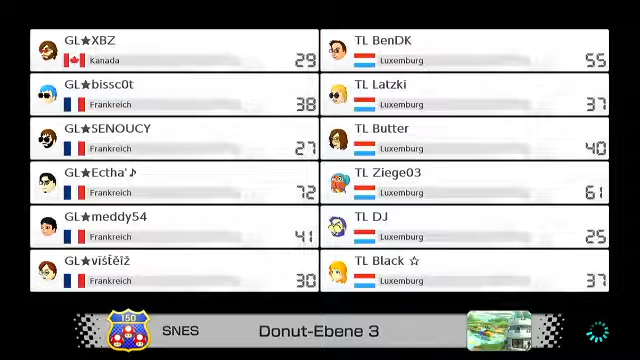 GL★XBZ
Kanada
29
GL★bissc0t
Frankreich
38
GL★SENOUCY
Frankreich
27
GL★Ectha'♪
Frankreich
72
GL★meddy54
Frankreich
41
GL★vïśťěîž
Frankreich
30
TL BenDK
Luxemburg
55
TL Latzki
Luxemburg
37
TL Butter
Luxemburg
40
TL Ziege03
Luxemburg
61
TL DJ
Luxemburg
25
TL Black ☆
Luxemburg
37
150
SNES Donut-Ebene 3